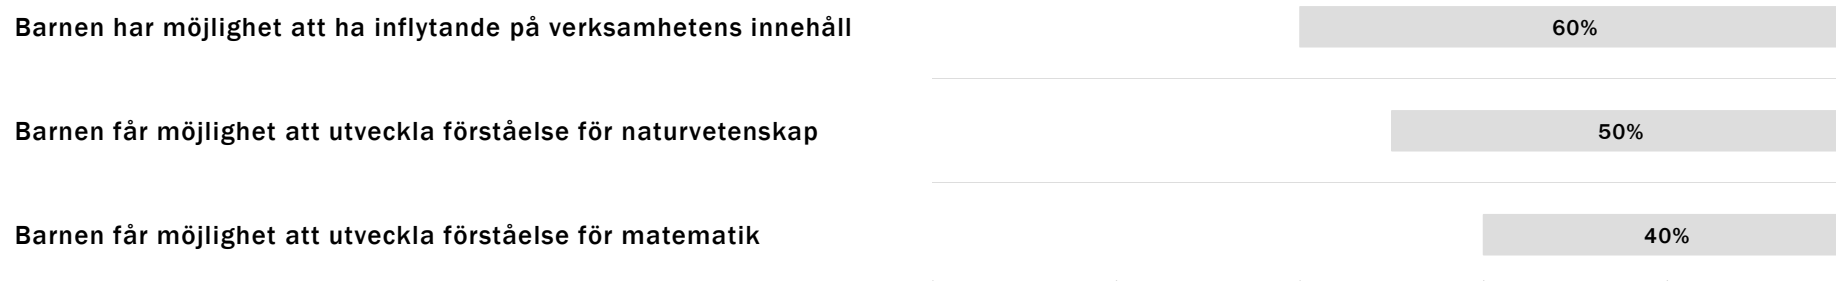 Barnen har möjlighet att ha inflytande på verksamhetens innehåll 60%
Barnen får möjlighet att utveckla förståelse för naturvetenskap 50%
Barnen får möjlighet att utveckla förståelse för matematik 40%